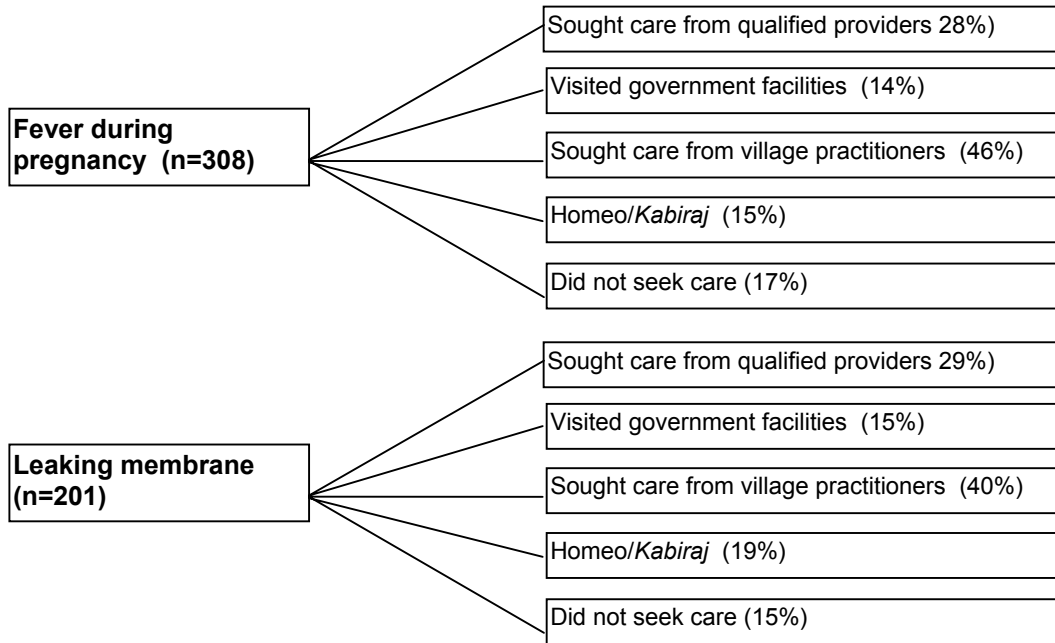 Sought care from qualified providers 28%)
Visited government facilities (14%)
Fever during
pregnancy (n=308)
Sought care from village practitioners (46%)
Homeo/Kabiraj (15%)
Did not seek care (17%)
Sought care from qualified providers 29%)
Visited government facilities (15%)
Leaking membrane
(n=201)
Sought care from village practitioners (40%)
Homeo/Kabiraj (19%)
Did not seek care (15%)